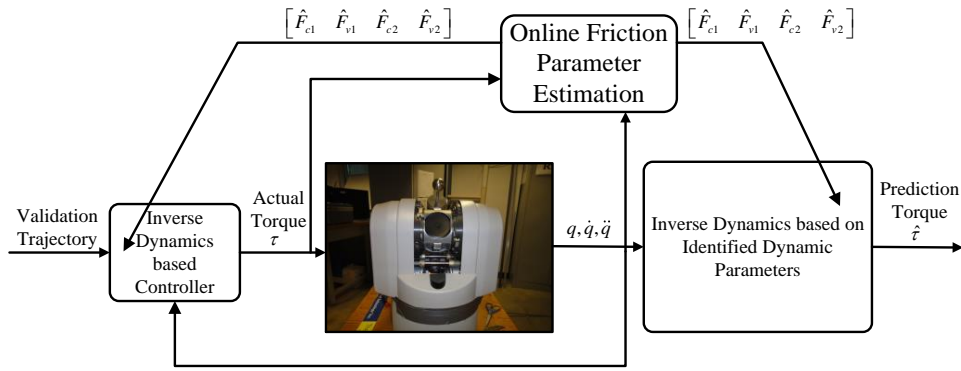 [F̂c1 F̂v1 F̂c2 F̂v2]
Online Friction
Parameter
Estimation
[F̂c1 F̂v1 F̂c2 F̂v2]
Validation
Trajectory
Inverse
Dynamics
based
Controller
Actual
Torque
τ
q, q̇, q̈
Inverse Dynamics based on
Identified Dynamic
Parameters
Prediction
Torque
τ̂